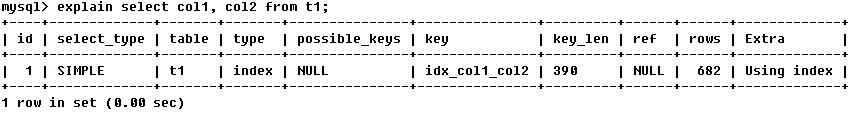 mysql> explain select col1, col2 from t1;
+----+-------------+-------+-------+---------------+---------------+---------+------+------+-------------+
| id | select_type | table | type  | possible_keys | key           | key_len | ref  | rows | Extra       |
+----+-------------+-------+-------+---------------+---------------+---------+------+------+-------------+
|  1 | SIMPLE      | t1    | index | NULL          | idx_col1_col2 | 390     | NULL |  682 | Using index |
+----+-------------+-------+-------+---------------+---------------+---------+------+------+-------------+
1 row in set (0.00 sec)